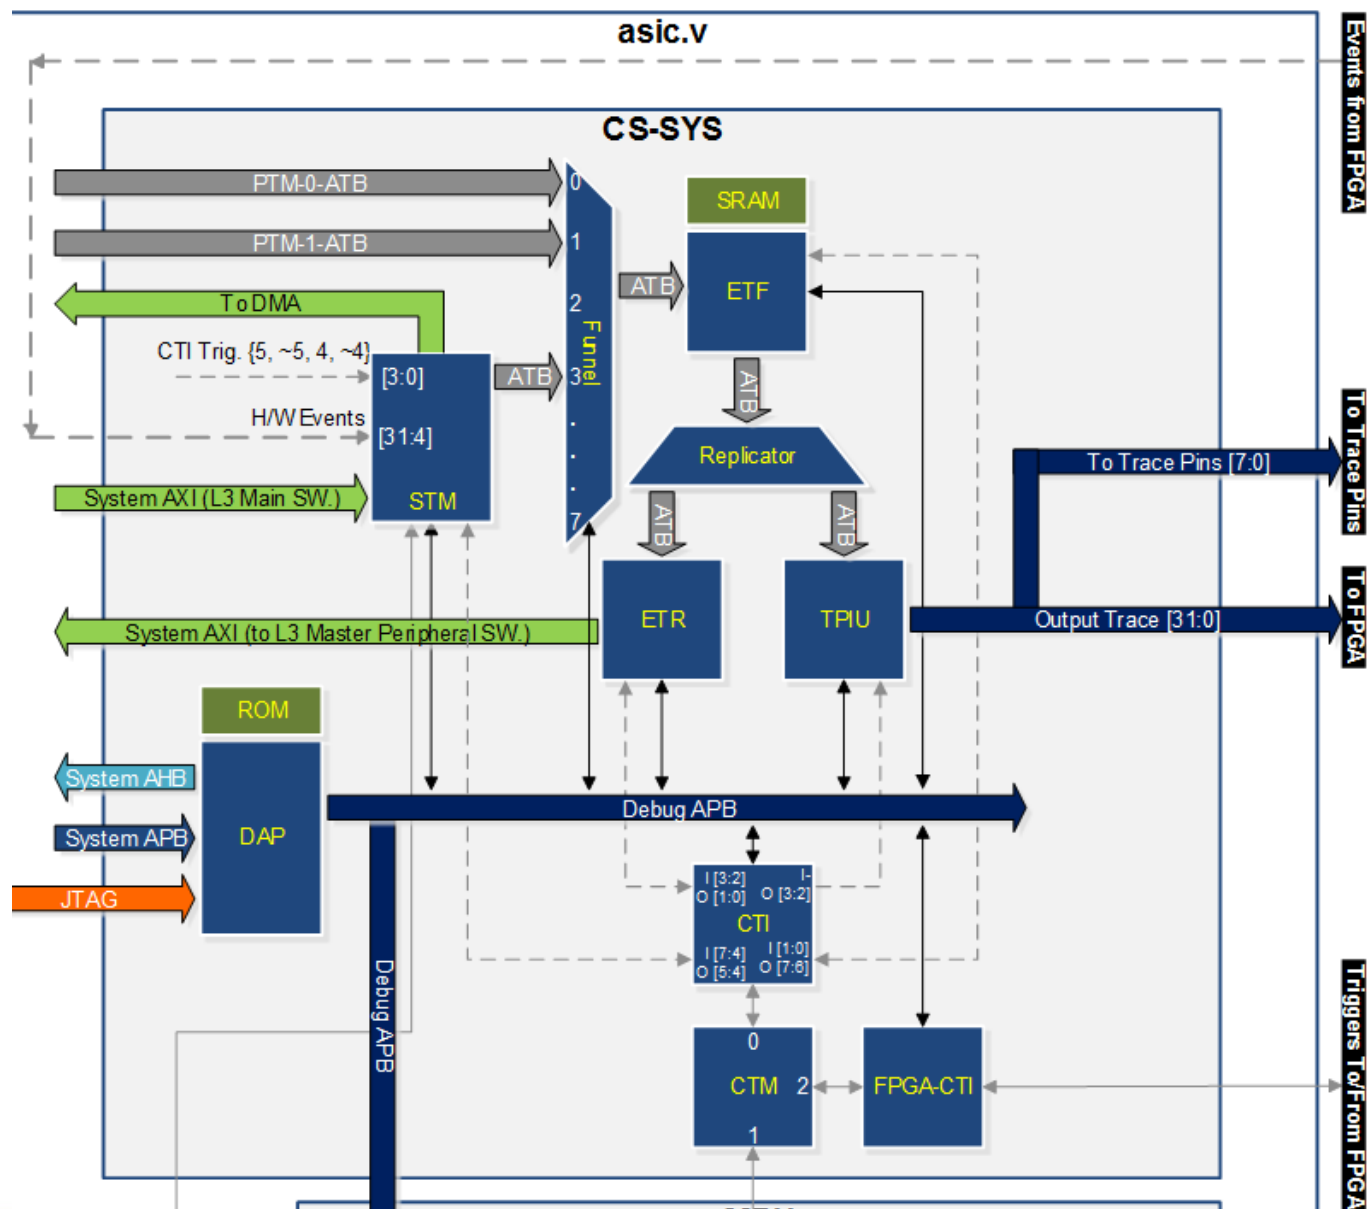 asic.v
Events from FPGA
CS-SYS
PTM-0-ATB
0
SRAM
PTM-1-ATB
1
ATB
ETF
To DMA
2
Funnel
CTI Trig. {5, ~5, 4, ~4}
[3:0]
ATB
3
ATB
H/W Events
[31:4]
.
.
.
7
Replicator
To Trace Pins [7:0]
To Trace Pins
System AXI (L3 Main SW.)
STM
ATB
ATB
System AXI (to L3 Master Peripheral SW.)
ETR
TPIU
Output Trace [31:0]
To FPGA
ROM
System AHB
Debug APB
System APB
DAP
JTAG
I [3:2]
O [1:0]
I-
O [3:2]
CTI
I [7:4]
O [5:4]
I [1:0]
O [7:6]
Debug APB
0
CTM
2
1
FPGA-CTI
Triggers To/From FPGA